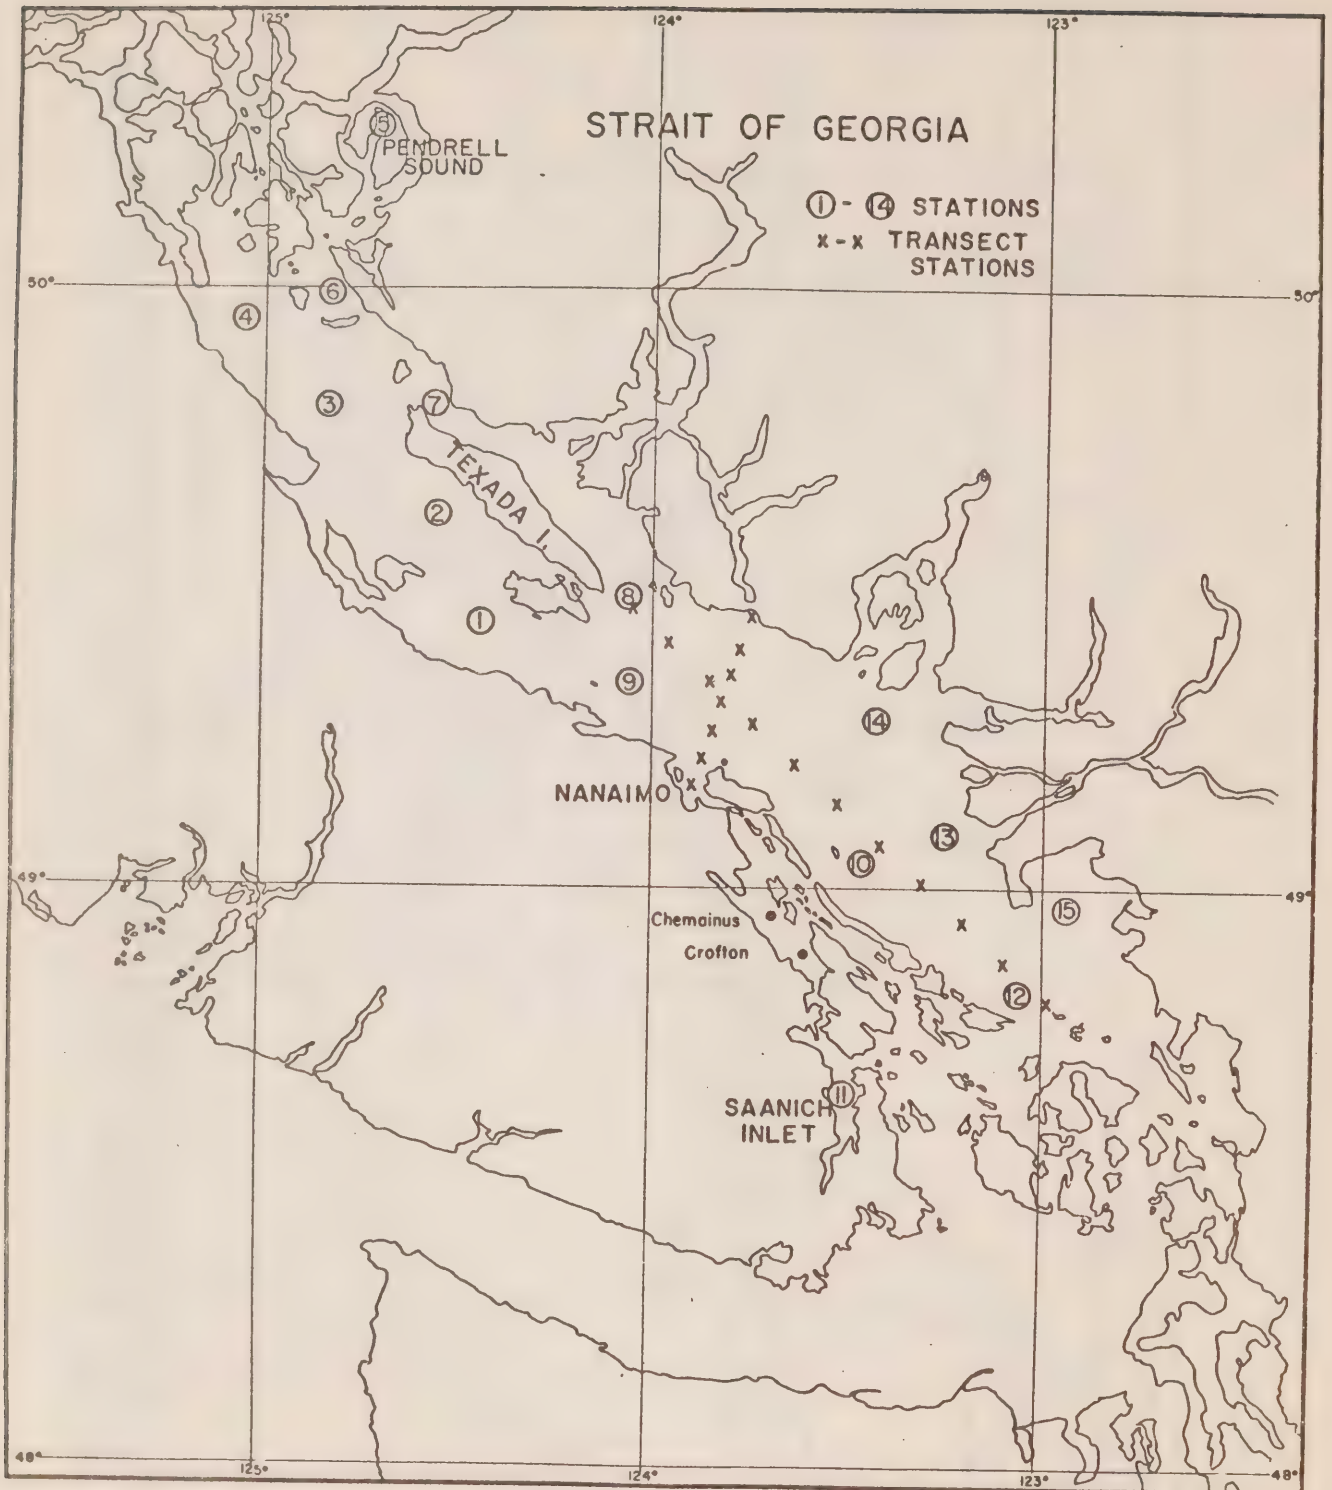 125°
124°
123°
STRAIT OF GEORGIA
5
PENDRELL
SOUND
1 - 14 STATIONS
x - x TRANSECT
STATIONS
50°
50°
6
4
3
7
TEXADA I.
2
8
1
9
14
NANAIMO
13
10
49°
49°
15
Chemainus
Crofton
12
11
SAANICH
INLET
48°
48°
125°
124°
123°